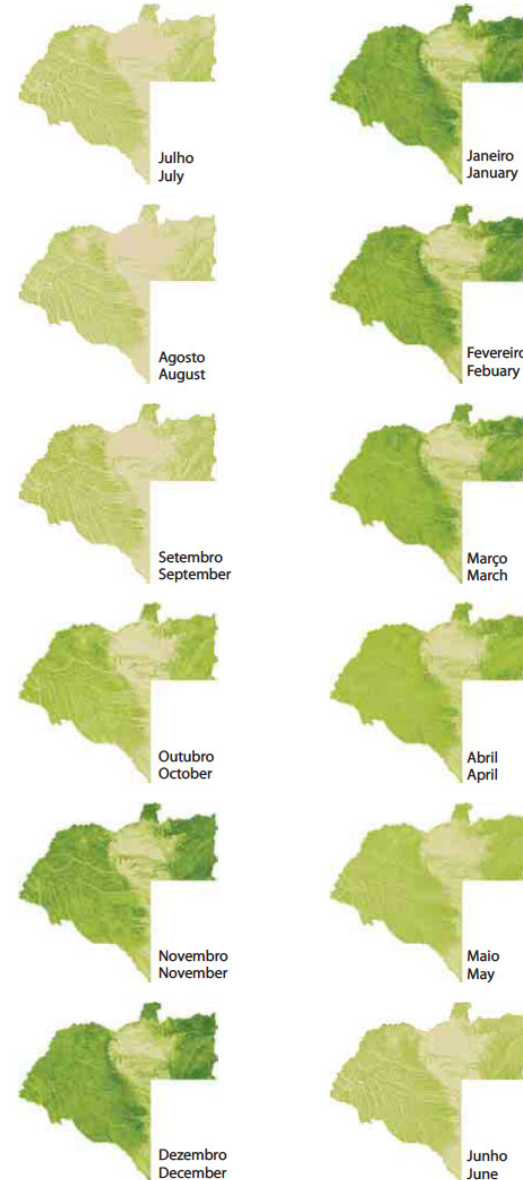 Julho
July
Agosto
August
Setembro
September
Outubro
October
Novembro
November
Dezembro
December
Janeiro
January
Fevereiro
Febuary
Março
March
Abril
April
Maio
May
Junho
June